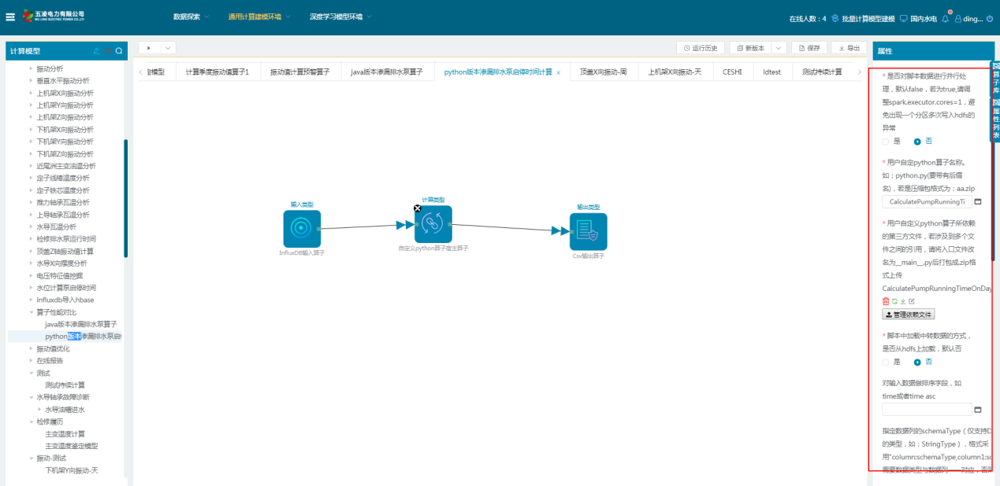 五凌电力有限公司
WU LING ELECTRIC POWER CO.,LTD
数据探索
通用计算建模环境
深度学习模型环境
在线人数：4
批量计算模型建模
国内水电
ding...
计算模型
振动分析
垂直水平振动分析
上机架X向振动分析
上机架Y向振动分析
上机架Z向振动分析
下机架X向振动分析
下机架Y向振动分析
下机架Z向振动分析
近尾洲主变油温分析
定子线棒温度分析
定子铁芯温度分析
推力轴承瓦温分析
上导轴承瓦温分析
水导瓦温分析
检修排水泵运行时间
顶盖Z轴振动值计算
水导X向摆度分析
电压特征值挖掘
水位计算泵启停时间
influxdb导入hbase
算子性能对比
java版本渗漏排水泵算子
python版本渗漏排水泵启
振动值优化
在线报告
测试
测试持续计算
水导轴承故障诊断
水导油槽进水
检修履历
主变温度计算
主变温度鉴定模型
振动-测试
下机架Y向振动-天
运行历史
新版本
保存
导出
模型
计算季度振动值算子1
振动值计算预警算子
java版本渗漏排水泵算子
python版本渗漏排水泵启停时间计算
顶盖X向振动-周
上机架X振动-天
CESHI
ldtest
测试持续计算
输入类型
InfluxDB输入算子
计算类型
自定义python算子宿主算子
输出类型
Csv输出算子
属性
* 是否对脚本数据进行并行处
理，默认false，若为true,请调
整spark.executor.cores=1，避
免出现一个分区多次写入hdfs的
异常
是
否
* 用户自定python算子名称。
如：python.py(要带有后缀
名)，若是压缩包格式为：aa.zip
CalculatePumpRunningTi
* 用户自定义python算子所依赖
的第三方文件，若涉及到多个文
件之间的引用，请将入口文件改
名为__main__.py后打包成.zip格
式上传
CalculatePumpRunningTimeOnDay
管理依赖文件
* 脚本中加载中转数据的方式，
是否从hdfs上加载，默认否
是
否
对输入数据做排序字段，如
time或者time asc
指定数据列的schemaType（仅支持D
的类型，如：StringType），格式采
用"column:schemaType,column1:sc
需要数据类型与数据列一一对应，否则
算子库
属性列表